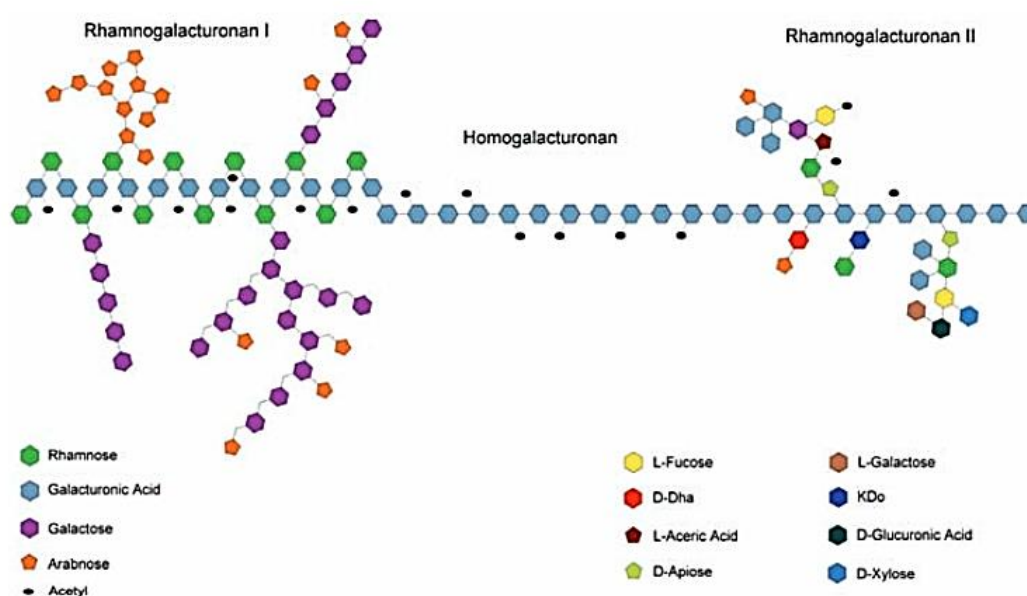 Rhamnogalacturonan I
Rhamnogalacturonan II
Homogalacturonan
Rhamnose
Galacturonic Acid
Galactose
Arabnose
Acetyl
L-Fucose
D-Dha
L-Aceric Acid
D-Apiose
L-Galactose
KDo
D-Glucuronic Acid
D-Xylose